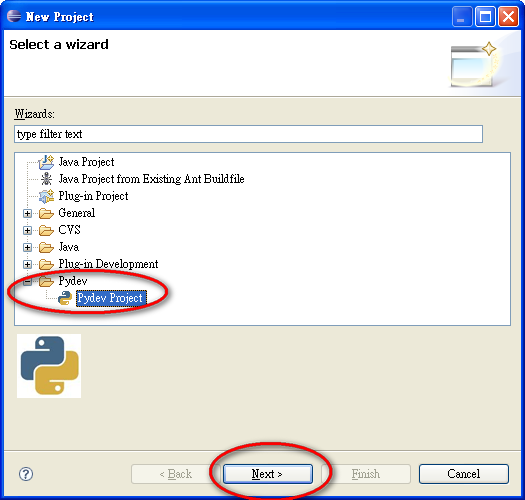 New Project
Select a wizard
Wizards:
type filter text
Java Project
Java Project from Existing Ant Buildfile
Plug-in Project
General
CVS
Java
Plug-in Development
Pydev
Pydev Project
?
< Back
Next >
Finish
Cancel